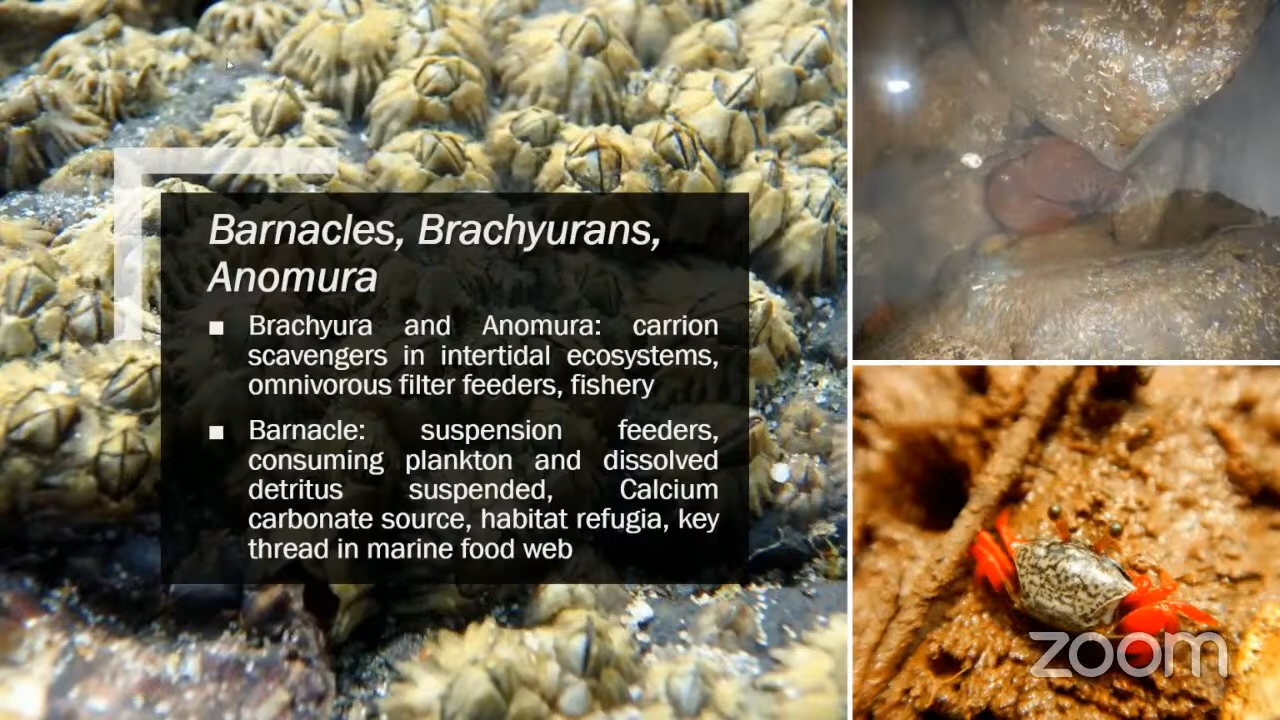 Barnacles, Brachyurans,
Anomura
■ Brachyura and Anomura: carrion
scavengers in intertidal ecosystems,
omnivorous filter feeders, fishery
■ Barnacle: suspension feeders,
consuming plankton and dissolved
detritus suspended, Calcium
carbonate source, habitat refugia, key
thread in marine food web
zoom